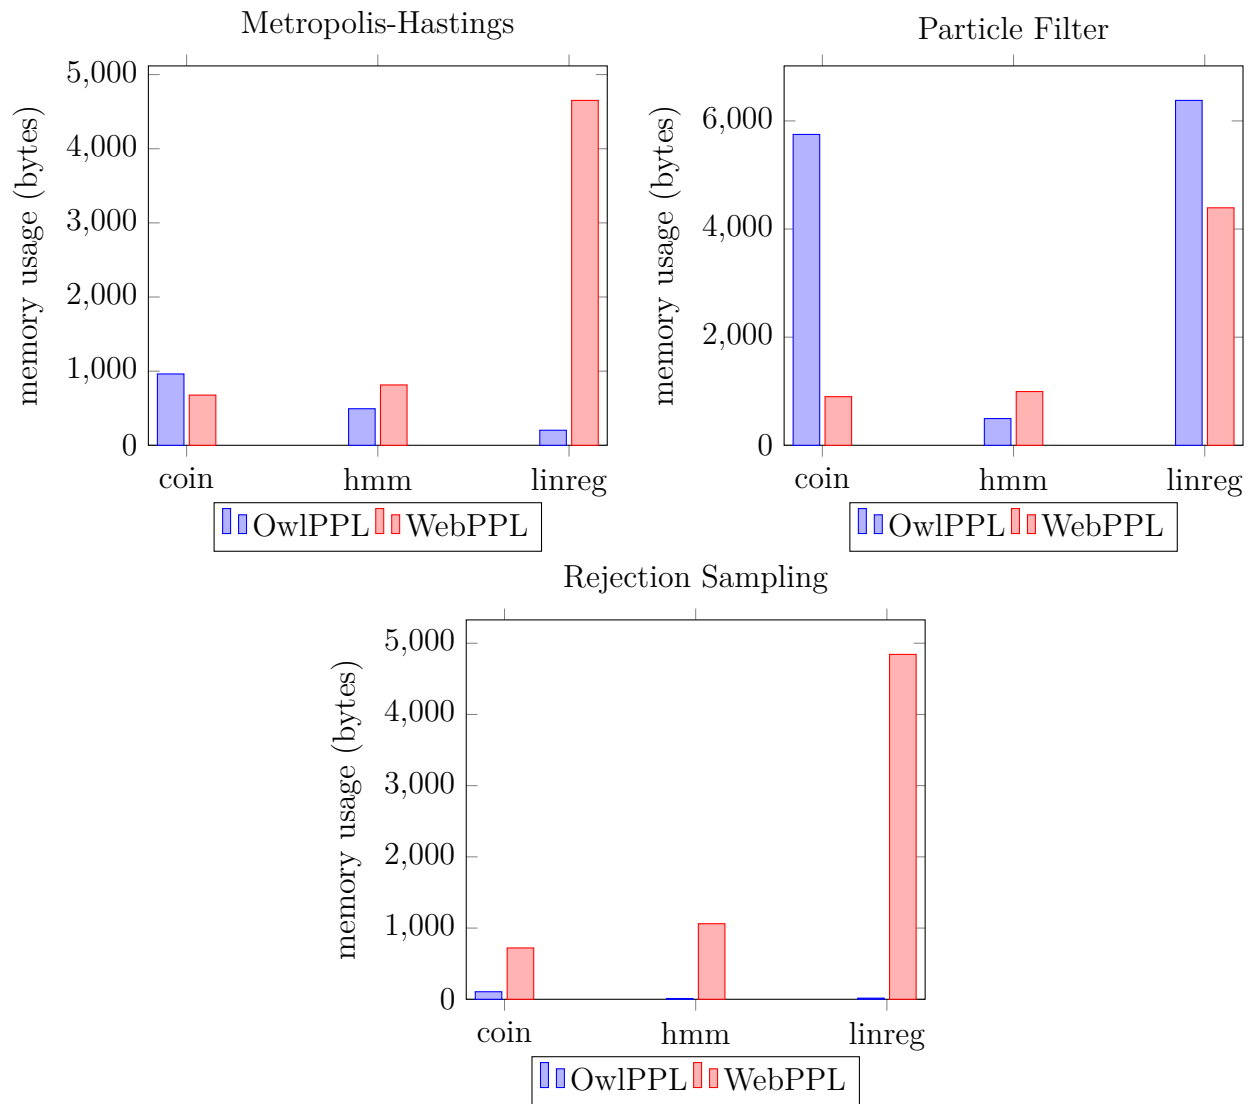 Metropolis-Hastings
memory usage (bytes)
5,000
4,000
3,000
2,000
1,000
0
coin hmm linreg
OwlPPL WebPPL
Particle Filter
memory usage (bytes)
6,000
4,000
2,000
0
coin hmm linreg
OwlPPL WebPPL
Rejection Sampling
memory usage (bytes)
5,000
4,000
3,000
2,000
1,000
0
coin hmm linreg
OwlPPL WebPPL